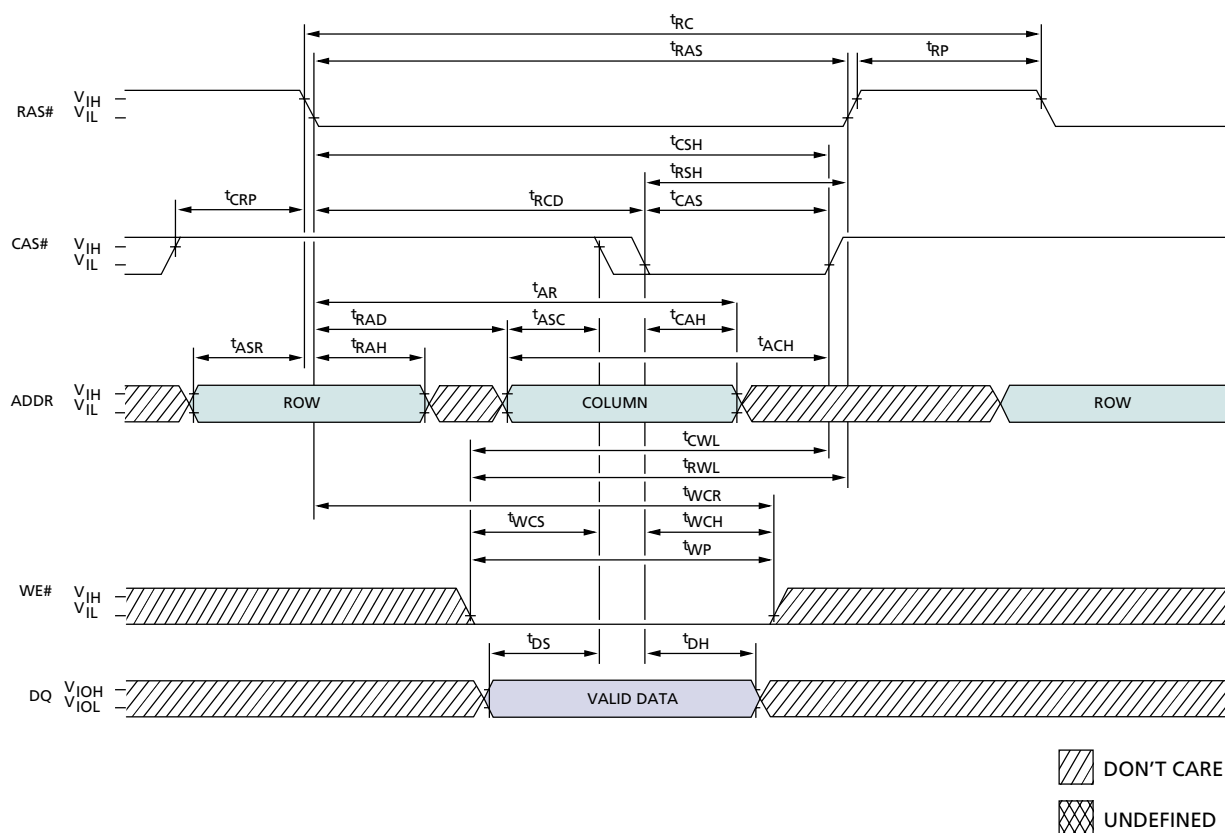 tRC
tRAS
tRP
RAS#
VIH
VIL
tCSH
tRSH
tCRP
tRCD
tCAS
CAS#
VIH
VIL
tAR
tRAD
tASC
tCAH
tASR
tRAH
tACH
ADDR
VIH
VIL
ROW
COLUMN
ROW
tCWL
tRWL
tWCR
tWCS
tWCH
tWP
WE#
VIH
VIL
tDS
tDH
DQ
VIOH
VIOL
VALID DATA
DON'T CARE
UNDEFINED